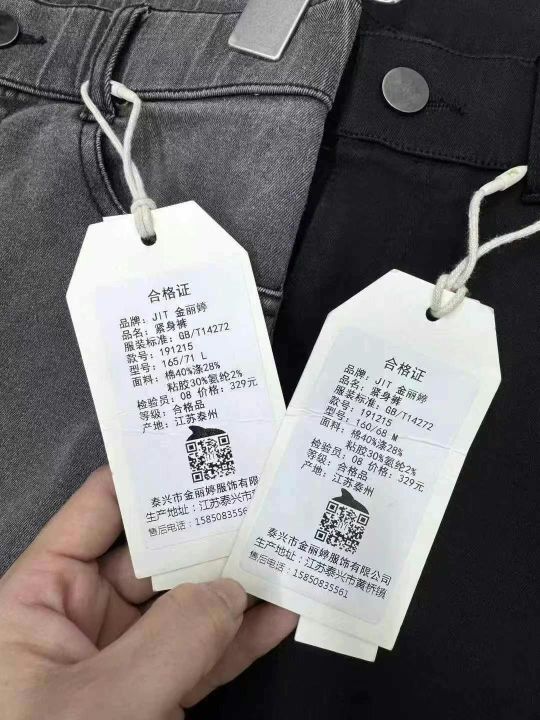 合格证
品牌：JIT 金丽婷
品名：紧身裤
服装标准：GB/T14272
款号：191215
型号：165/71 L
面料：棉40%涤28%
粘胶30%氨纶2%
检验员：08 价格：329元
等级：合格品
产地：江苏泰州
泰兴市金丽婷服饰有限
生产地址：江苏泰兴市黄
售后电话：15850835561
合格证
品牌：JIT 金丽婷
品名：紧身裤
服装标准：GB/T14272
款号：191215
型号：160/68 M
面料：棉40%涤28%
粘胶30%氨纶2%
检验员：08 价格：329元
等级：合格品
产地：江苏泰州
泰兴市金丽婷服饰有限公司
生产地址：江苏泰兴市黄桥镇
售后电话：15850835561